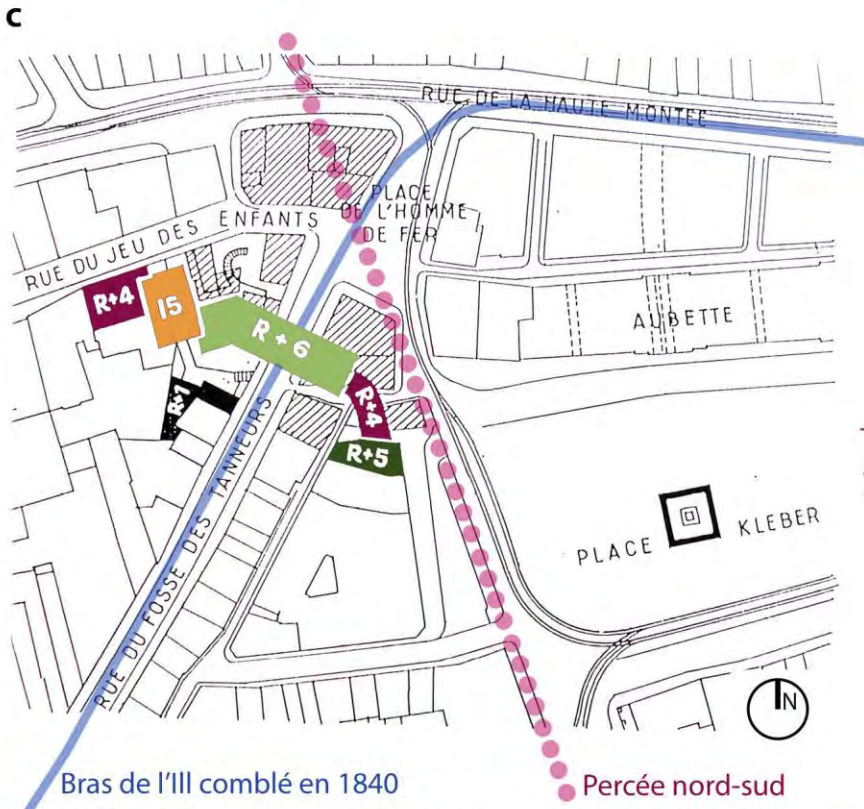 c
RUE DE LA HAUTE MONTEE
PLACE
DE L'HOMME
DE FER
RUE DU JEU DES ENFANTS
R+4
15
R + 6
AUBETTE
R+1
R+4
R+5
PLACE KLEBER
RUE DU FOSSE DES TANNEURS
N
Bras de l'Ill comblé en 1840
Percée nord-sud